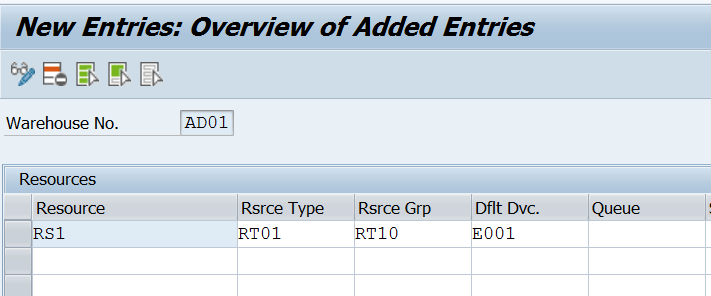 New Entries: Overview of Added Entries
Warehouse No. AD01
Resources
Resource Rsrce Type Rsrce Grp Dflt Dvc. Queue
RS1 RT01 RT10 E001